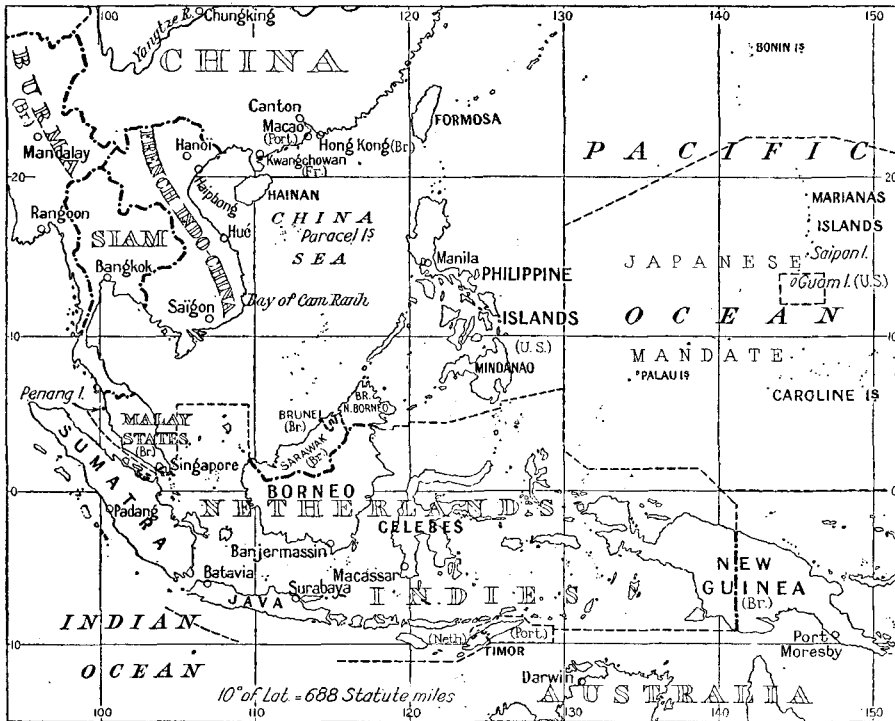 100
120
130
140
150
Yangtze R.
Chungking
BONIN IS
CHINA
BURMA
(Br.)
Canton
Macao
(Port.)
FORMOSA
Hong Kong (Br.)
Mandalay
Hanoï
Kwangchowan
(Fr.)
PACIFIC
20
Haiphong
HAINAN
FRENCH INDO-CHINA
MARIANAS
ISLANDS
Rangoon
CHINA
Paracel Is
SEA
Hué
SIAM
Saipan I.
Manila
JAPANESE
Bangkok
PHILIPPINE
Guam I. (U.S.)
Saïgon
Bay of Cam Ranh
ISLANDS
(U.S.)
OCEAN
10
MANDATE
MINDANAO
PALAU IS
CAROLINE IS
Penang I.
BR.
N. BORNEO
BRUNEI
(Br.)
MALAY
STATES
(Br.)
SARAWAK
(Br.)
Singapore
SUMATRA
BORNEO
0
NETHERLANDS
Padang
CELEBES
Banjermassin
NEW
GUINEA
(Br.)
Batavia
Macassar
Surabaya
JAVA
INDIES
INDIAN
(Neth.)
(Port.)
TIMOR
Port
Moresby
10
OCEAN
Darwin
10° of Lat. = 688 Statute miles
AUSTRALIA
100
110
120
130
140
150